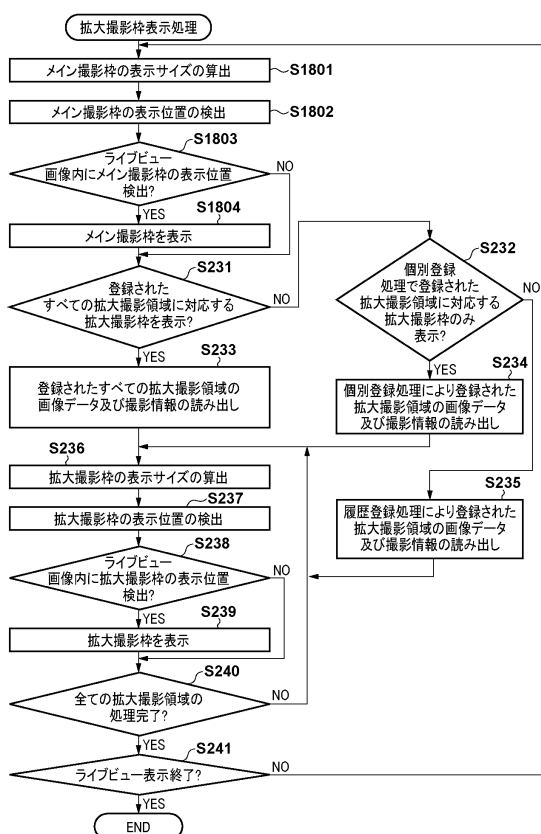 拡大撮影枠表示処理
メイン撮影枠の表示サイズの算出
S1801
メイン撮影枠の表示位置の検出
S1802
S1803
ライブビュー
画像内にメイン撮影枠の表示位置
検出?
NO
YES
S1804
メイン撮影枠を表示
S231
登録された
すべての拡大撮影領域に対応する
拡大撮影枠を表示?
NO
YES
S232
個別登録
処理で登録された
拡大撮影領域に対応する
拡大撮影枠のみ
表示?
NO
YES
S233
登録されたすべての拡大撮影領域の
画像データ及び撮影情報の読み出し
S234
個別登録処理により登録された
拡大撮影領域の画像データ
及び撮影情報の読み出し
S235
履歴登録処理により登録された
拡大撮影領域の画像データ
及び撮影情報の読み出し
S236
拡大撮影枠の表示サイズの算出
S237
拡大撮影枠の表示位置の検出
S238
ライブビュー
画像内に拡大撮影枠の表示位置
検出?
NO
YES
S239
拡大撮影枠を表示
S240
全ての拡大撮影領域の
処理完了?
NO
YES
S241
ライブビュー表示終了?
NO
YES
END